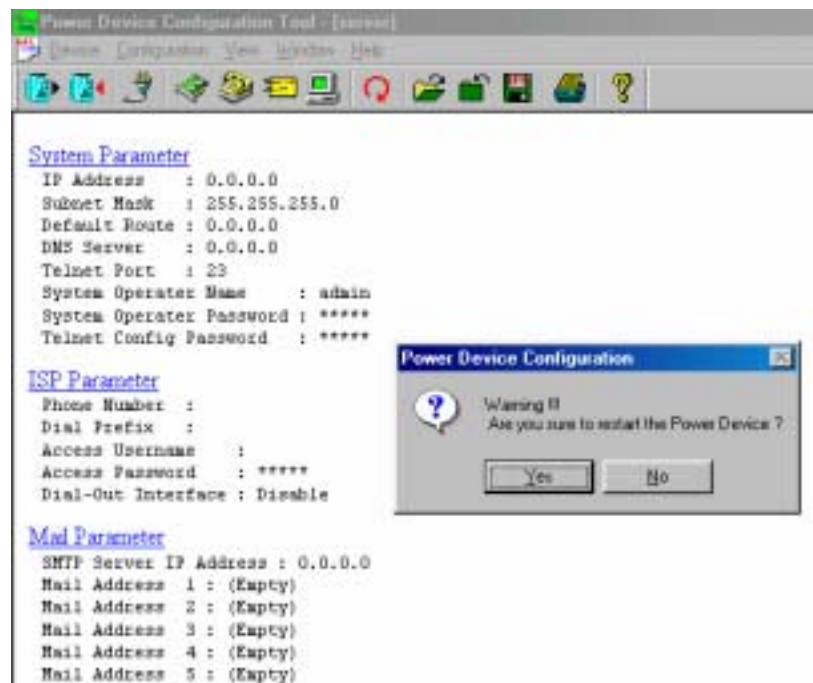 Power Device Configuration Tool - [server]
Device Configuration View Window Help
System Parameter
IP Address : 0.0.0.0
Subnet Mask : 255.255.255.0
Default Route : 0.0.0.0
DNS Server : 0.0.0.0
Telnet Port : 23
System Operater Name : admin
System Operater Password : *****
Telnet Config Password : *****
ISP Parameter
Phone Number :
Dial Prefix :
Access Username :
Access Password : *****
Dial-Out Interface : Disable
Mail Parameter
SMTP Server IP Address : 0.0.0.0
Mail Address 1 : (Empty)
Mail Address 2 : (Empty)
Mail Address 3 : (Empty)
Mail Address 4 : (Empty)
Mail Address 5 : (Empty)
Power Device Configuration
Warning !!!
Are you sure to restart the Power Device ?
Yes
No